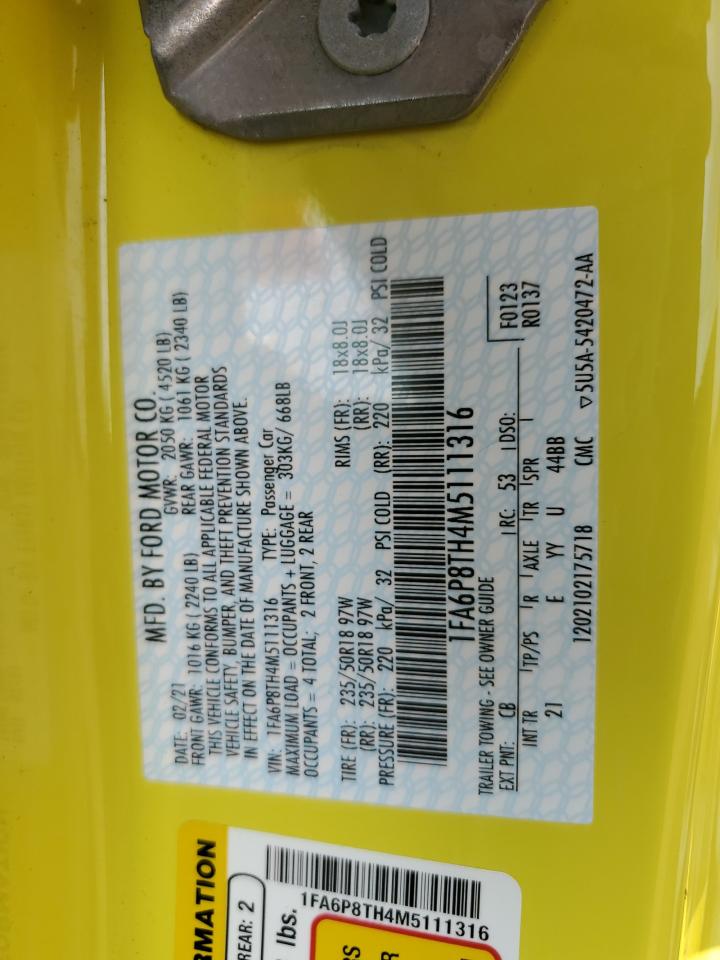 MFD. BY FORD MOTOR CO.
DATE: 02/21 GVWR: 2050 KG ( 4520 LB)
FRONT GAWR: 1016 KG ( 2240 LB) REAR GAWR: 1061 KG ( 2340 LB)
THIS VEHICLE CONFORMS TO ALL APPLICABLE FEDERAL MOTOR
VEHICLE SAFETY, BUMPER, AND THEFT PREVENTION STANDARDS
IN EFFECT ON THE DATE OF MANUFACTURE SHOWN ABOVE.
VIN: 1FA6P8TH4M5111316 TYPE: Passenger Car
MAXIMUM LOAD = OCCUPANTS + LUGGAGE = 303KG/ 668LB
OCCUPANTS = 4 TOTAL; 2 FRONT, 2 REAR
TIRE (FR): 235/50R18 97W RIMS (FR): 18x8.0J
(RR): 235/50R18 97W (RR): 18x8.0J
PRESSURE (FR): 220 kPa/ 32 PSI COLD (RR): 220 kPa/ 32 PSI COLD
1FA6P8TH4M5111316
TRAILER TOWING - SEE OWNER GUIDE
EXT PNT: CB RC: 53 DSO: F0123
INT TR TP/PS R AXLE TR SPR R0137
21 E YY U 44BB
1202102175718 CMC ▽5U5A-5420472-AA
RMATION
REAR: 2
lbs.
1FA6P8TH4M5111316